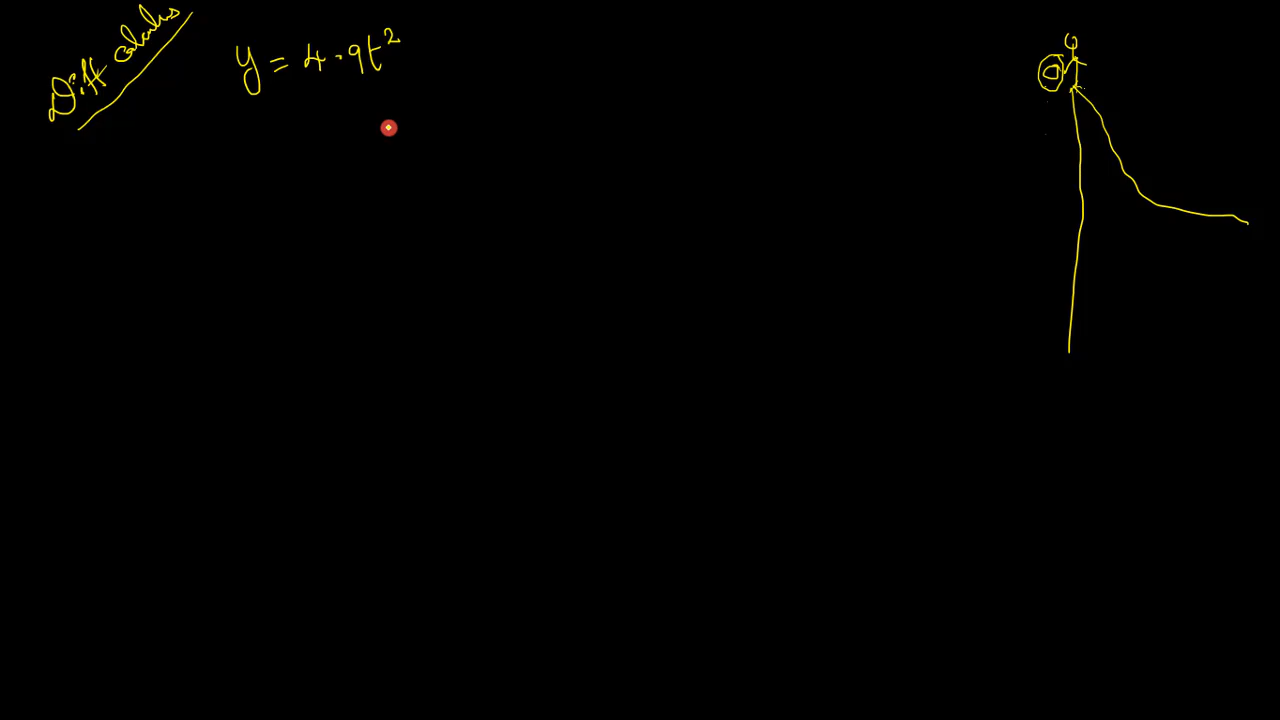 Diff calculus
y = 4.9t²